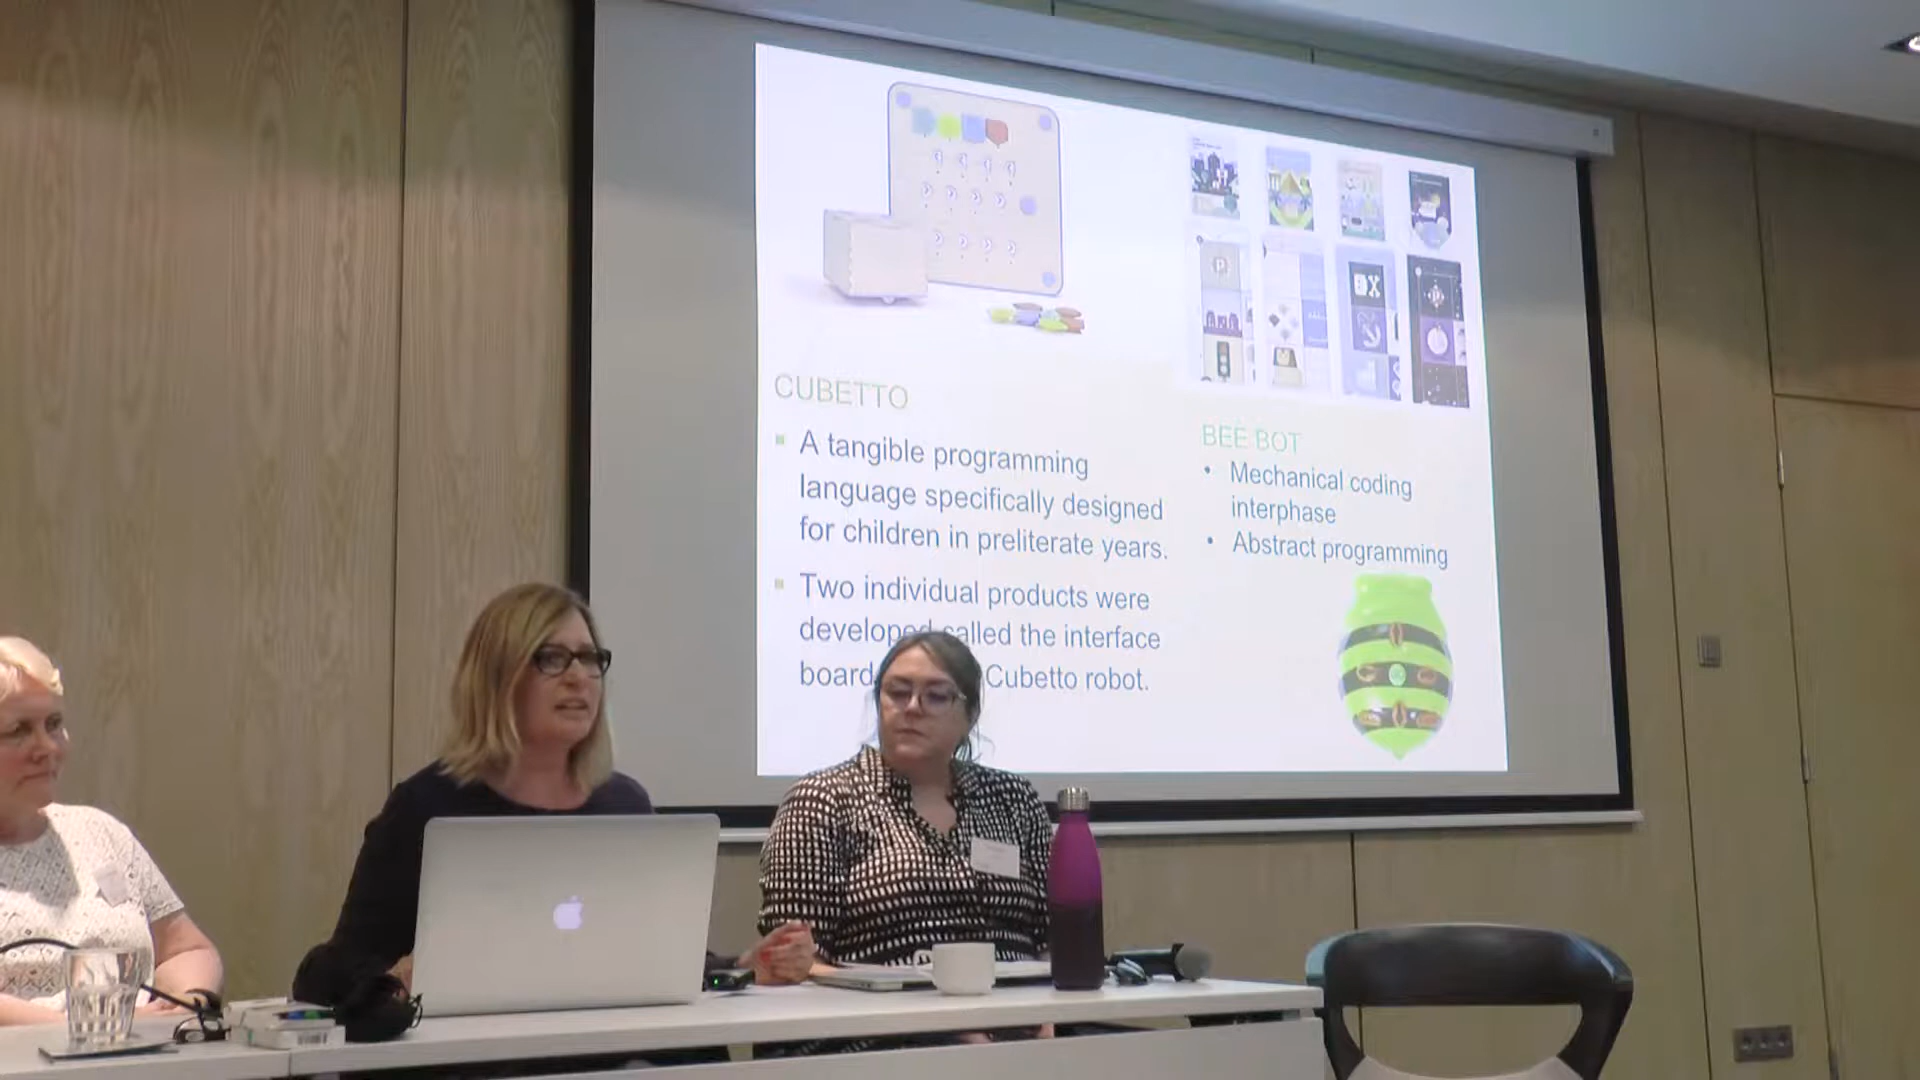 CUBETTO
A tangible programming
language specifically designed
for children in preliterate years.
Two individual products were
developed called the interface
board
Cubetto robot.
BEE BOT
Mechanical coding
interphase
Abstract programming